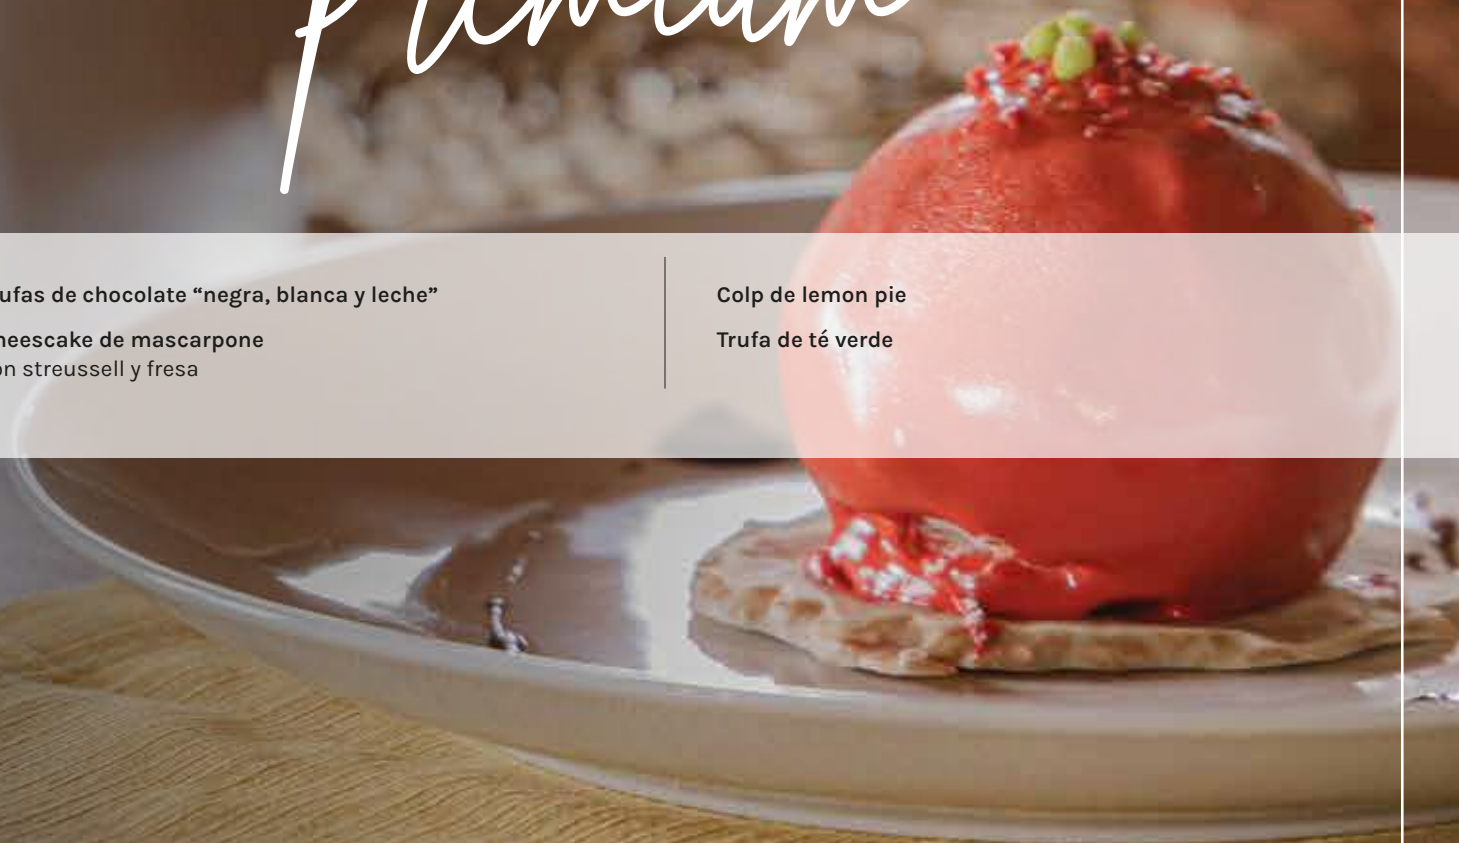 Premium
ufas de chocolate “negra, blanca y leche”
heescake de mascarpone
on streussell y fresa
Colp de lemon pie
Trufa de té verde